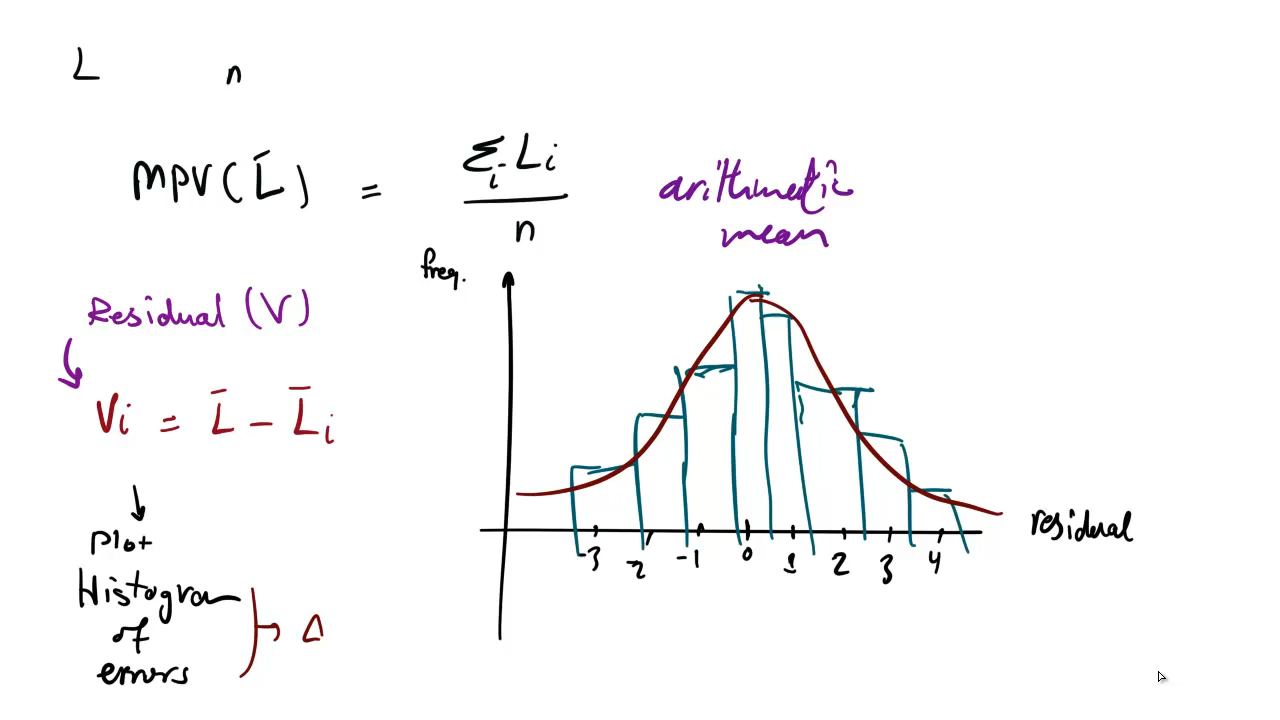 L n
MPV(L̄) = Σi Li / n
arithmetic
mean
freq.
Residual (V)
Vi = L̄ - L̄i
Plot
Histogram
of
errors
Δ
-3 -2 -1 0 1 2 3 4
residual